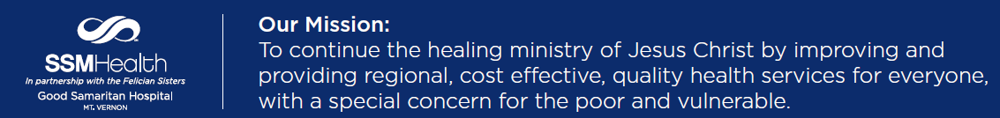 SSMHealth
In partnership with the Felician Sisters
Good Samaritan Hospital
MT. VERNON
Our Mission:
To continue the healing ministry of Jesus Christ by improving and
providing regional, cost effective, quality health services for everyone,
with a special concern for the poor and vulnerable.